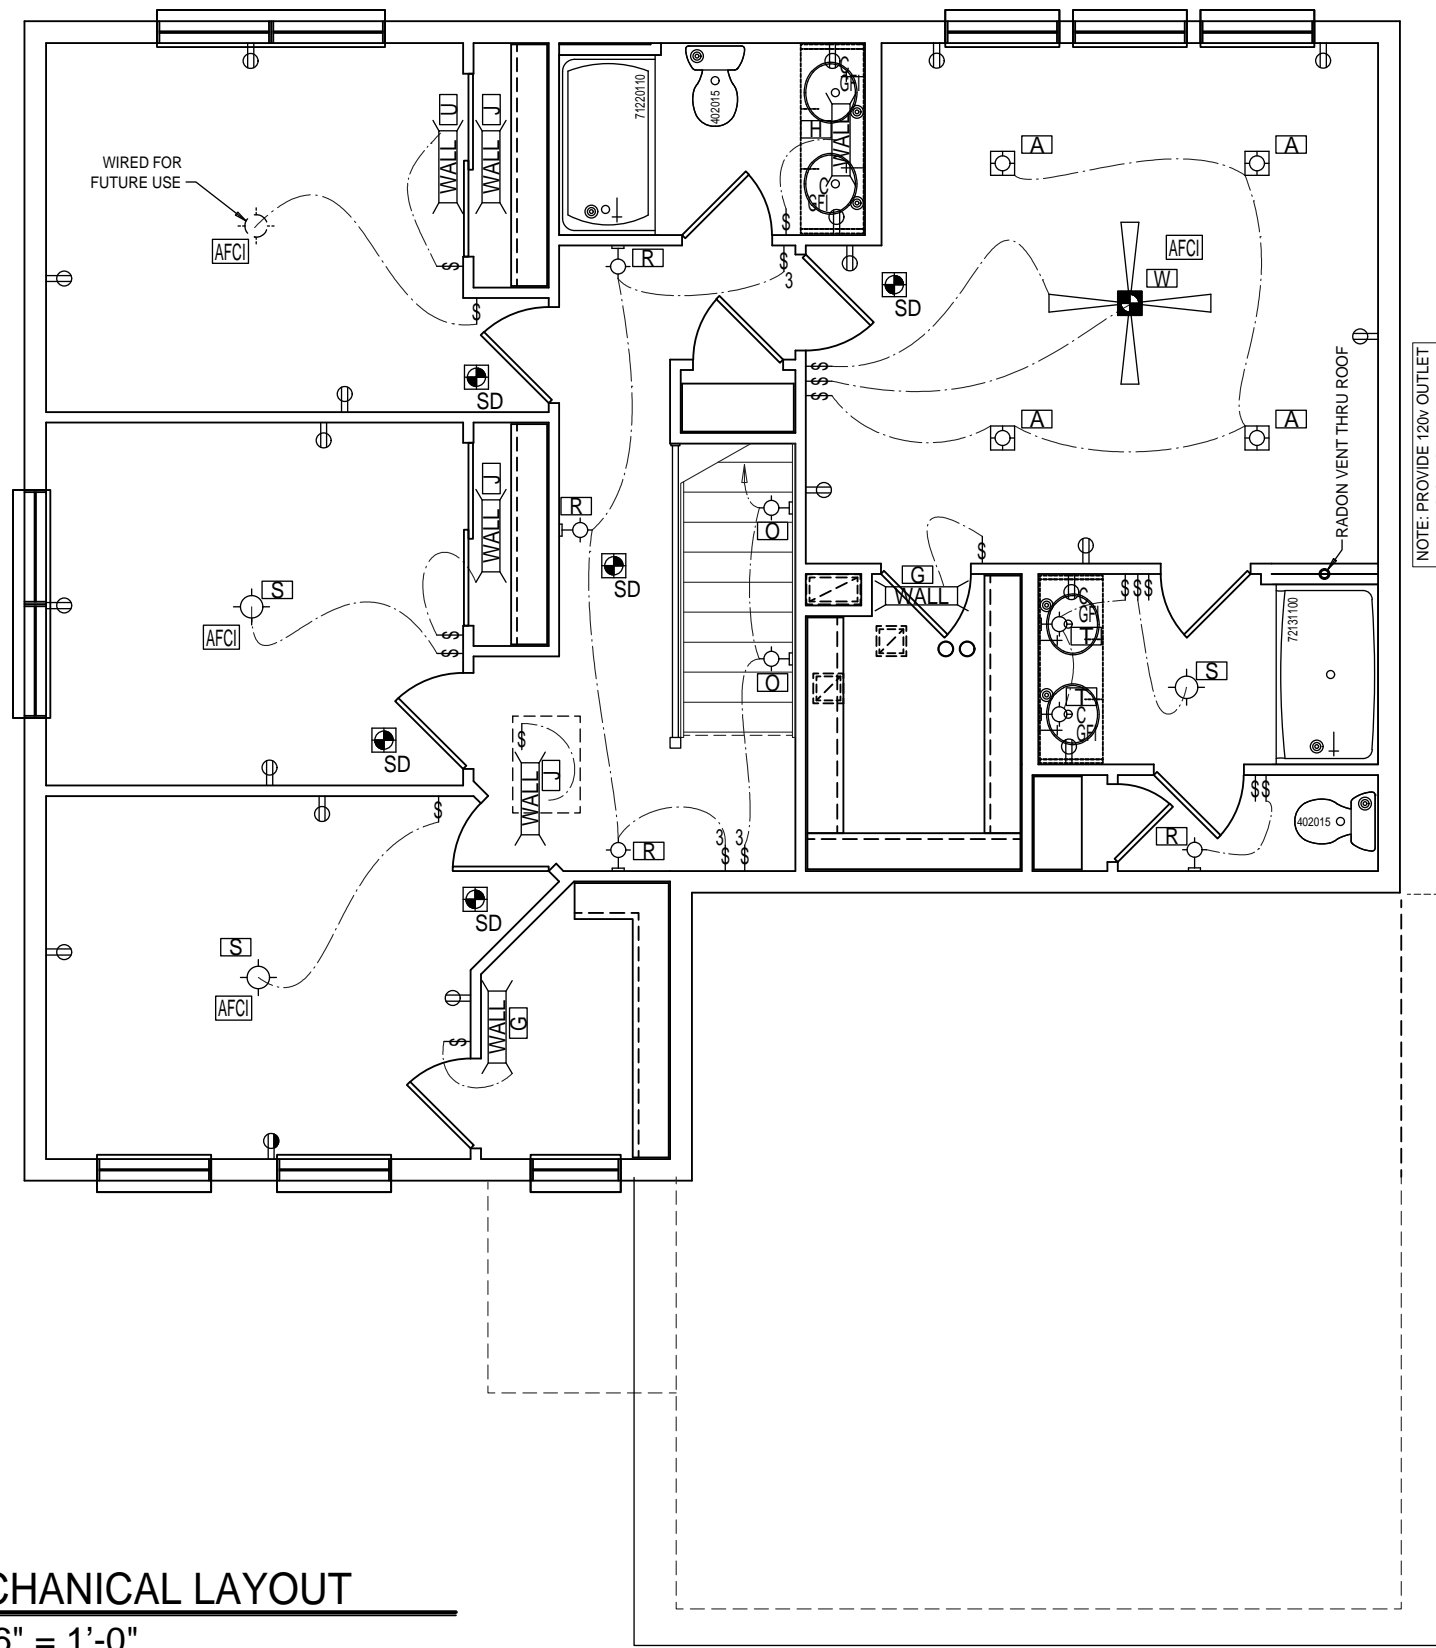 WIRED FOR
FUTURE USE
AFCI
WALL
U
WALL
J
71220110
402015
H
WALL
C
GFI
C
GFI
$
A
A
AFCI
W
R
$
3
SD
$
$
SD
$
$
$
A
A
RADON VENT THRU ROOF
NOTE: PROVIDE 120v OUTLET
WALL
J
R
O
SD
S
AFCI
$
$
O
G
WALL
$
C
GFI
T
$$$
72131100
S
T
C
GFI
SD
$
WALL
J
$
R
3
$
3
$
$$
R
402015
SD
S
AFCI
$
WALL
G
CHANICAL LAYOUT
6" = 1'-0"